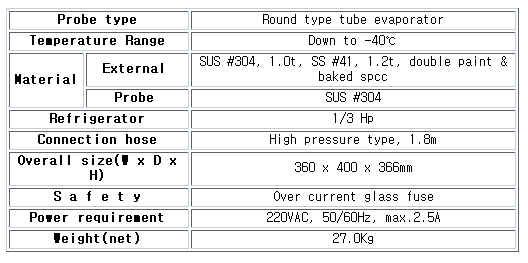 Probe type Round type tube evaporator
Temperature Range Down to -40℃
Material External SUS #304, 1.0t, SS #41, 1.2t, double paint &
baked spcc
Probe SUS #304
Refrigerator 1/3 Hp
Connection hose High pressure type, 1.8m
Overall size(W x D x
H) 360 x 400 x 366mm
S a f e t y Over current glass fuse
Power requirement 220VAC, 50/60Hz, max.2.5A
Weight(net) 27.0Kg